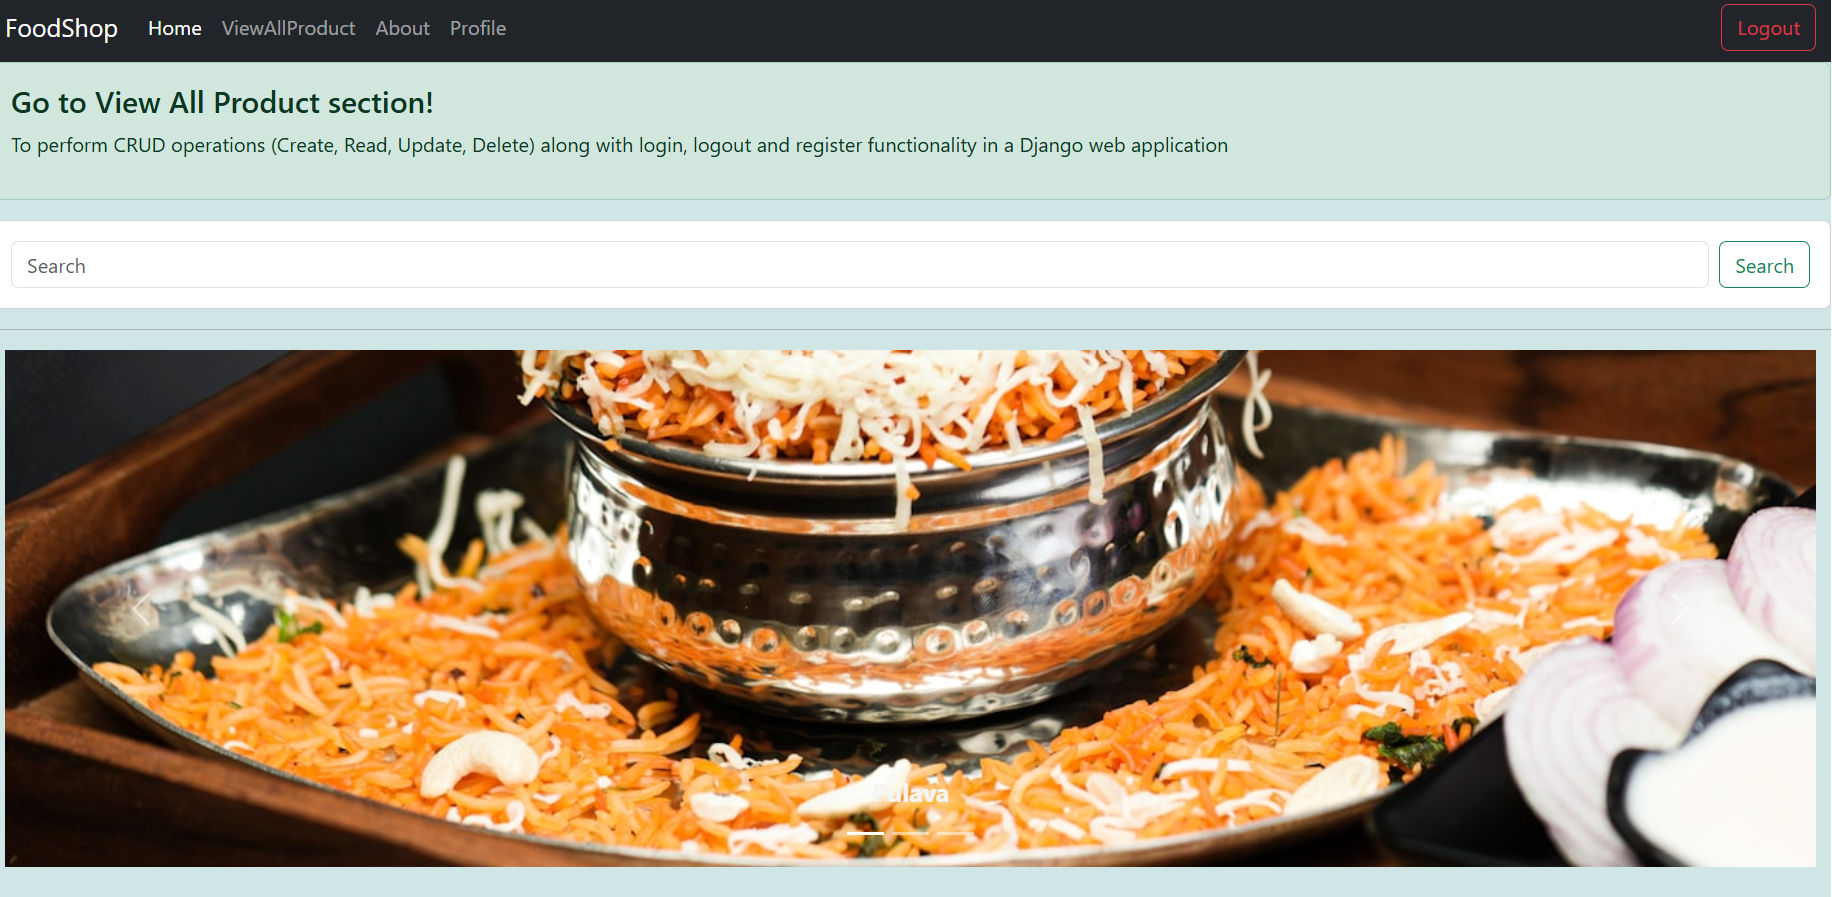 FoodShop Home ViewAllProduct About Profile Logout
Go to View All Product section!
To perform CRUD operations (Create, Read, Update, Delete) along with login, logout and register functionality in a Django web application
Search Search
Pulava